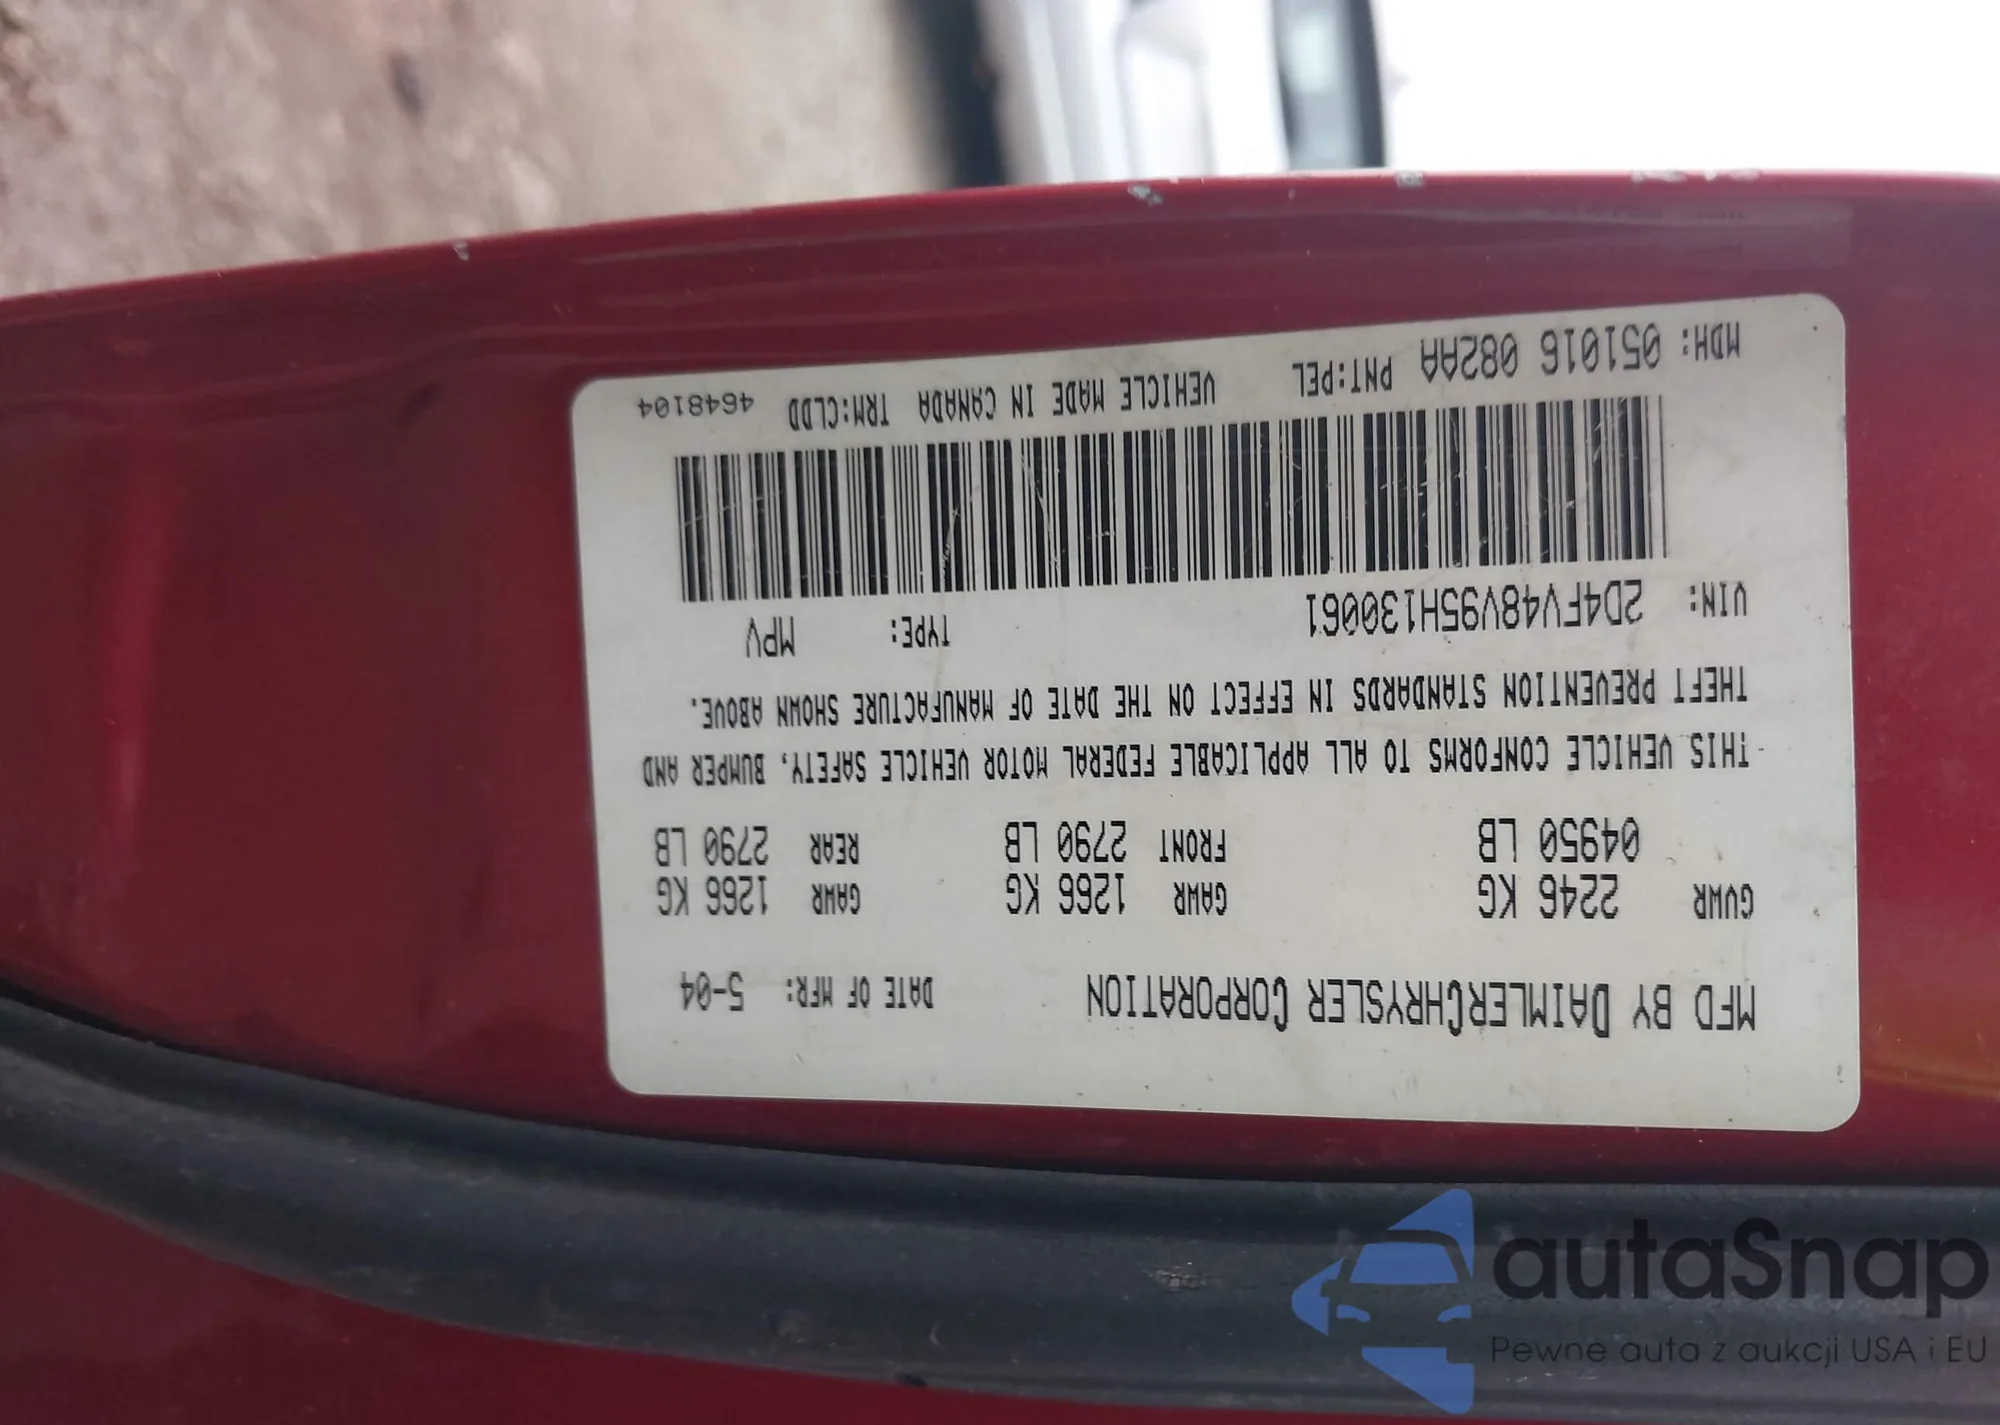 MFD BY DAIMLERCHRYSLER CORPORATION DATE OF MFR: 5-04
GVWR 2246 KG GAWR 1266 KG GAWR 1266 KG
04950 LB FRONT 2790 LB REAR 2790 LB
THIS VEHICLE CONFORMS TO ALL APPLICABLE FEDERAL MOTOR VEHICLE SAFETY, BUMPER AND
THEFT PREVENTION STANDARDS IN EFFECT ON THE DATE OF MANUFACTURE SHOWN ABOVE.
VIN: 2D4FV48V95H130061 TYPE: MPV
MDH: 051016 082AA PNT:PEL VEHICLE MADE IN CANADA TRM:CLDD 4648104
autaSnap
Pewne auta z aukcji USA i EU